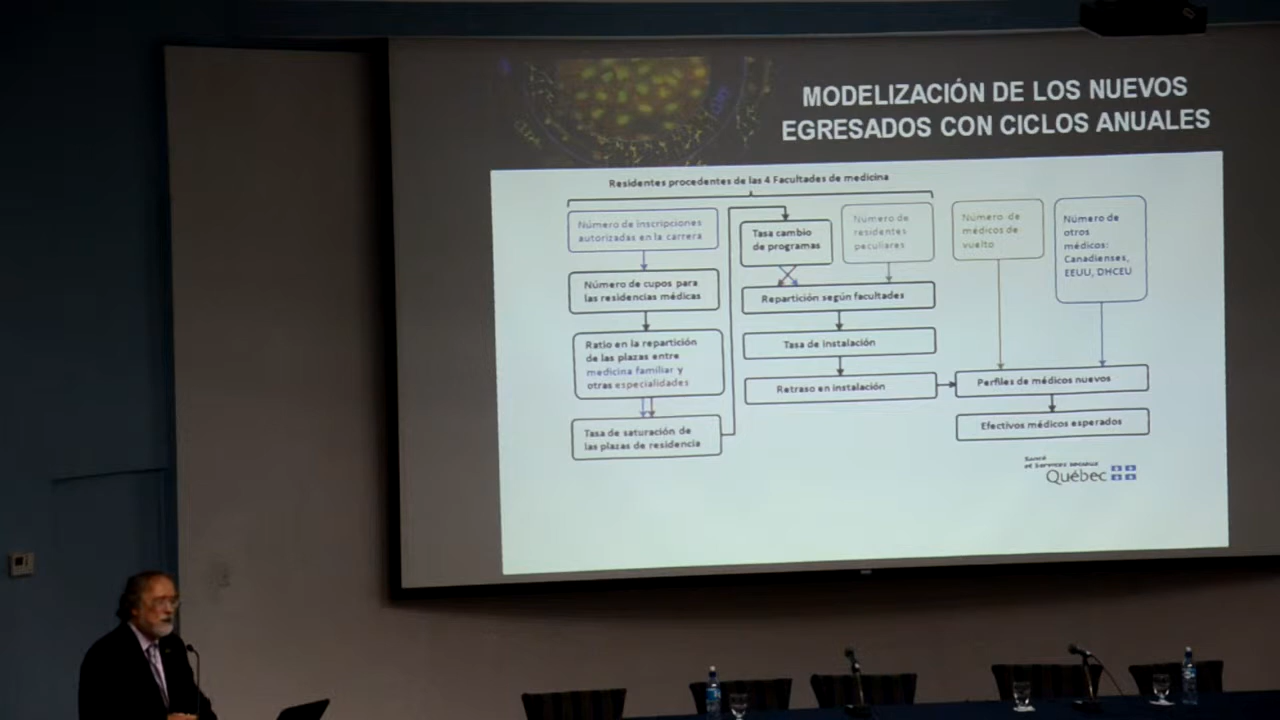 MODELIZACIÓN DE LOS NUEVOS
EGRESADOS CON CICLOS ANUALES
Residentes procedentes de las 4 Facultades de medicina
Número de inscripciones
autorizadas en la carrera
Número de cupos para
las residencias médicas
Ratio en la repartición
de las plazas entre
medicina familiar y
otras especialidades
Tasa de saturación de
las plazas de residencia
Tasa cambio
de programas
Número de
residentes
peculiares
Repartición según facultades
Tasa de instalación
Retraso en instalación
Número de
médicos de
vuelto
Número de
otros
médicos:
Canadienses,
EEUU, DHCEU
Perfiles de médicos nuevos
Efectivos médicos esperados
Santé
et Services sociaux
Québec